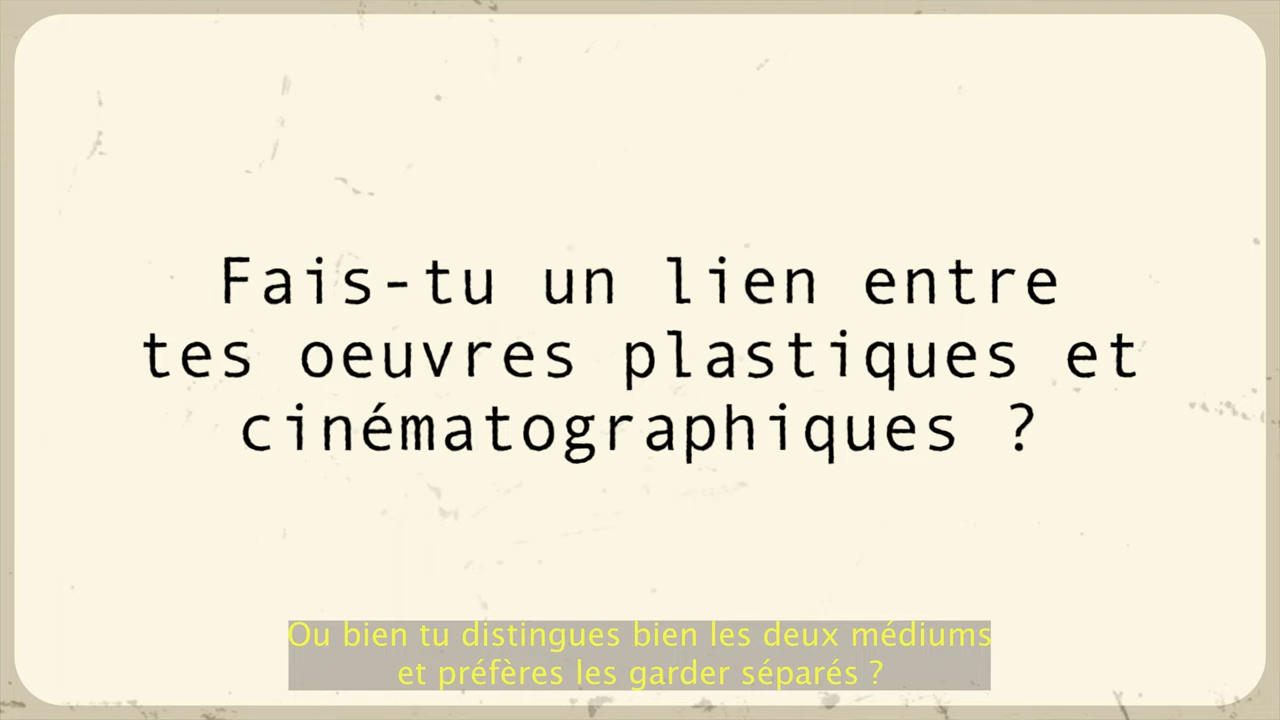 Fais-tu un lien entre
tes oeuvres plastiques et
cinématographiques ?
Ou bien tu distingues bien les deux médiums
et préfères les garder séparés ?